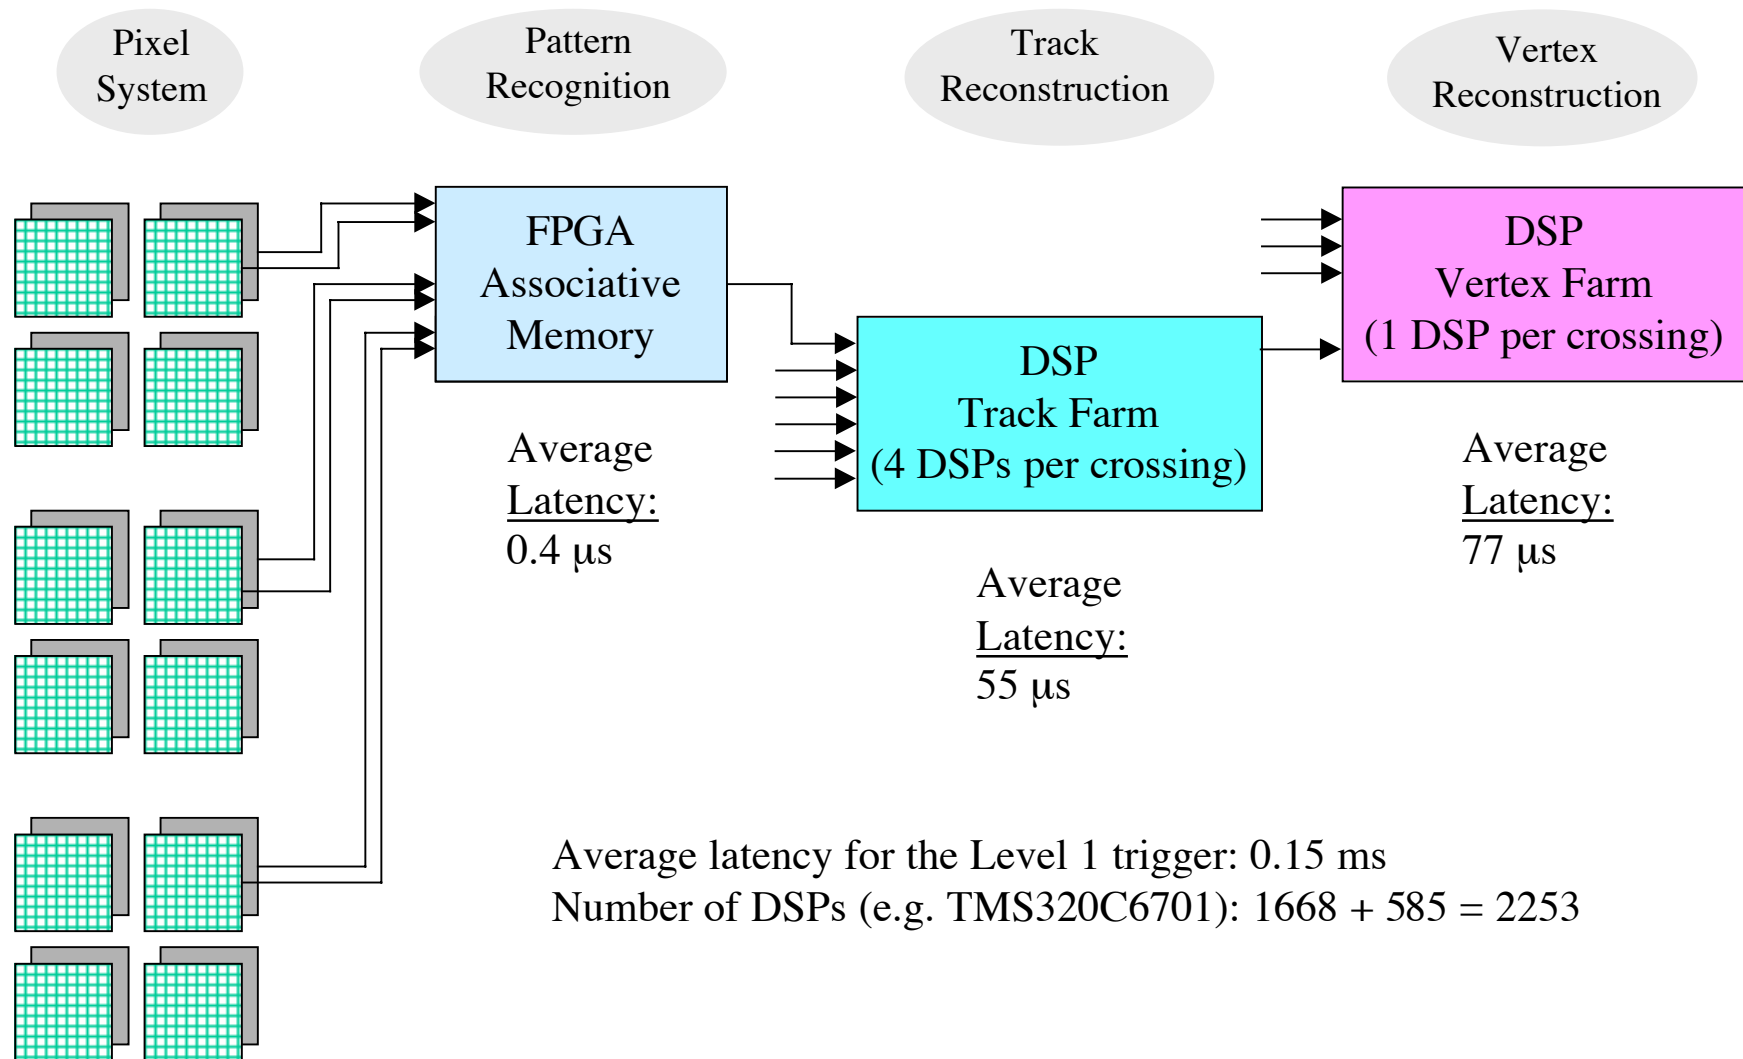 Pixel
System
Pattern
Recognition
Track
Reconstruction
Vertex
Reconstruction
FPGA
Associative
Memory
DSP
Track Farm
(4 DSPs per crossing)
DSP
Vertex Farm
(1 DSP per crossing)
Average
Latency:
0.4 μs
Average
Latency:
55 μs
Average
Latency:
77 μs
Average latency for the Level 1 trigger: 0.15 ms
Number of DSPs (e.g. TMS320C6701): 1668 + 585 = 2253